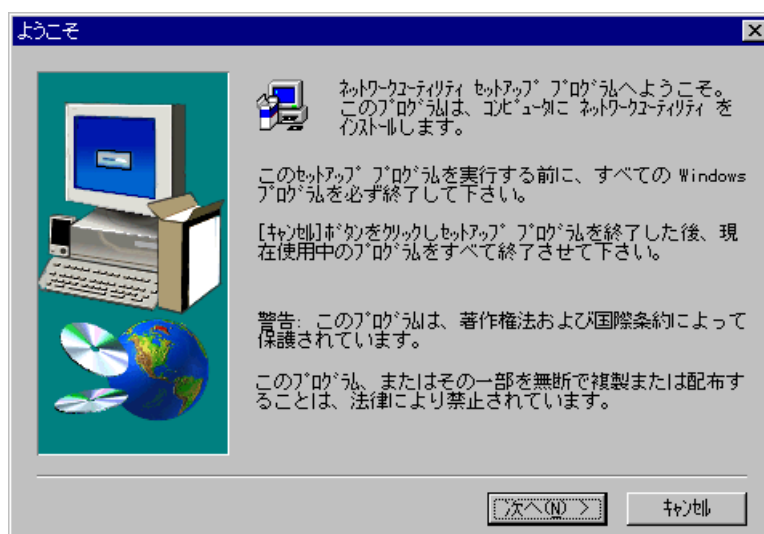 ようこそ
ﾈｯﾄﾜｰｸﾕｰﾃｨﾘﾃｨ ｾｯﾄｱｯﾌﾟ ﾌﾟﾛｸﾞﾗﾑへようこそ。
このﾌﾟﾛｸﾞﾗﾑは、ｺﾝﾋﾟｭｰﾀに ﾈｯﾄﾜｰｸﾕｰﾃｨﾘﾃｨ を
ｲﾝｽﾄｰﾙします。
このｾｯﾄｱｯﾌﾟ ﾌﾟﾛｸﾞﾗﾑを実行する前に、すべての Windows
ﾌﾟﾛｸﾞﾗﾑを必ず終了して下さい。
[ｷｬﾝｾﾙ]ﾎﾞﾀﾝをｸﾘｯｸしｾｯﾄｱｯﾌﾟ ﾌﾟﾛｸﾞﾗﾑを終了した後、現
在使用中のﾌﾟﾛｸﾞﾗﾑをすべて終了させて下さい。
警告: このﾌﾟﾛｸﾞﾗﾑは、著作権法および国際条約によって
保護されています。
このﾌﾟﾛｸﾞﾗﾑ、またはその一部を無断で複製または配布す
ることは、法律により禁止されています。
次へ(N) >
ｷｬﾝｾﾙ